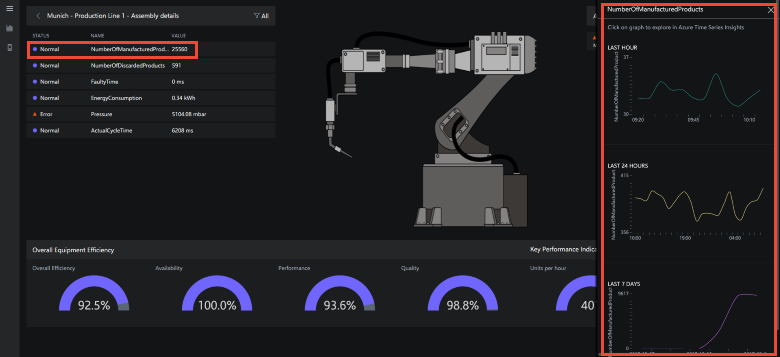 Munich - Production Line 1 - Assembly details
All
STATUS NAME VALUE
Normal NumberOfManufacturedProd... 25560
Normal NumberOfDiscardedProducts 591
Normal FaultyTime 0 ms
Normal EnergyConsumption 0.34 kWh
Error Pressure 5104.08 mbar
Normal ActualCycleTime 6208 ms
Overall Equipment Efficiency
Overall Efficiency
92.5%
Availability
100.0%
Performance
93.6%
Quality
98.8%
Key Performance Indica
Units per hour
40
NumberOfManufacturedProducts
Click on graph to explore in Azure Time Series Insights
LAST HOUR
NumberOfManufacturedProduct
37
30
09:20 09:45 10:10
LAST 24 HOURS
NumberOfManufacturedProduct
415
356
10:00 19:00 04:00
LAST 7 DAYS
NumberOfManufacturedProduct
9617